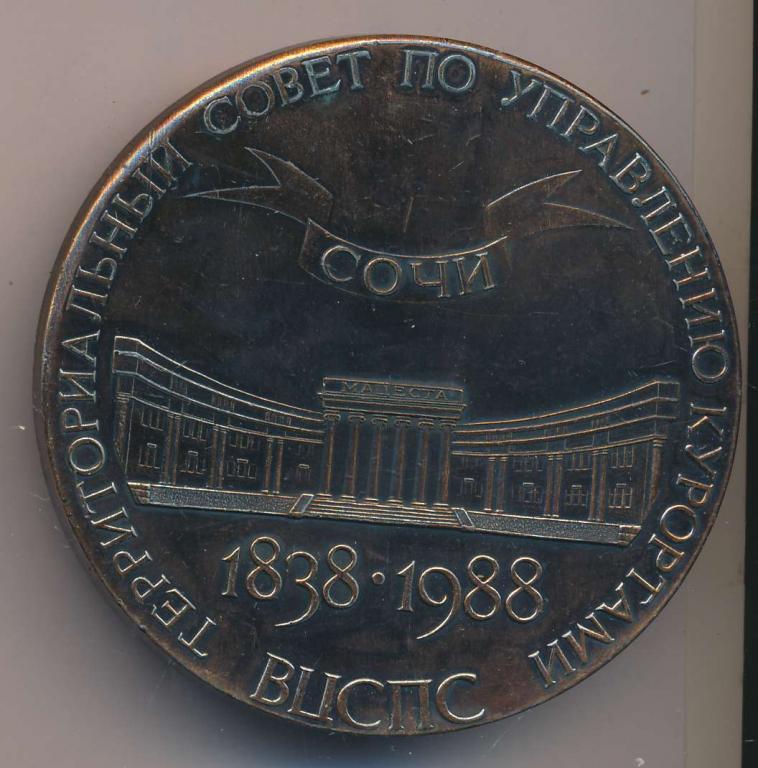 ТЕРРИТОРИАЛЬНЫЙ СОВЕТ ПО УПРАВЛЕНИЮ КУРОРТАМИ
СОЧИ
МАЦЕСТА
1838 · 1988
ВЦСПС